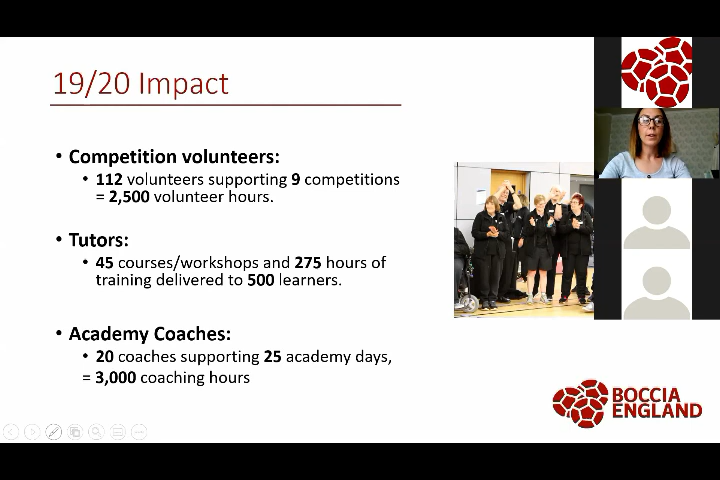 19/20 Impact
• Competition volunteers:
• 112 volunteers supporting 9 competitions
= 2,500 volunteer hours.
• Tutors:
• 45 courses/workshops and 275 hours of
training delivered to 500 learners.
• Academy Coaches:
• 20 coaches supporting 25 academy days,
= 3,000 coaching hours
BOCCIA
ENGLAND